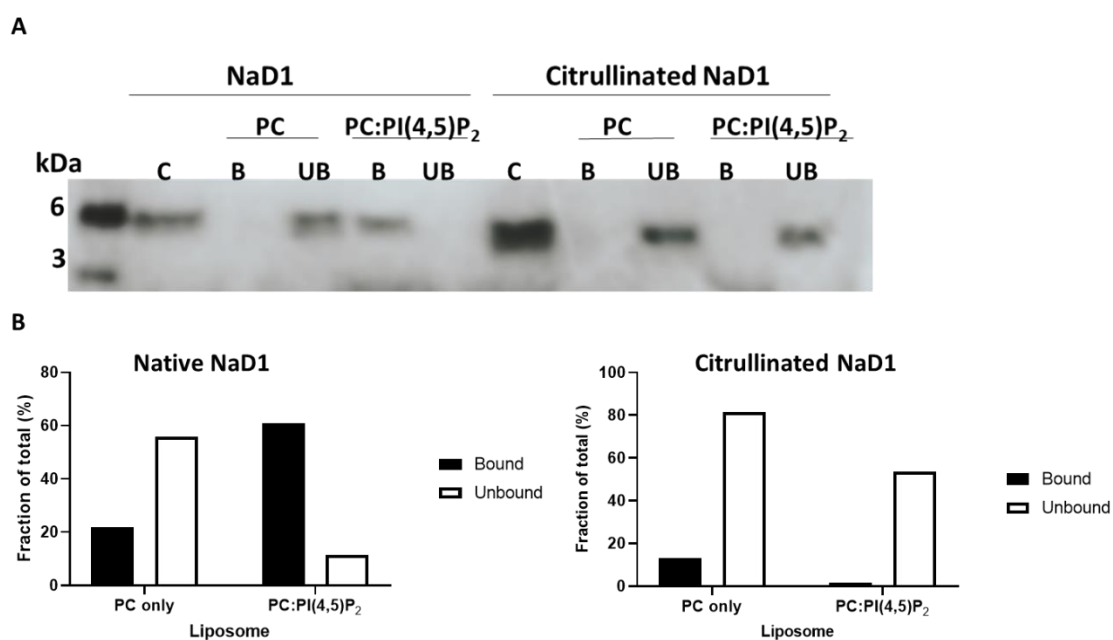 A
NaD1 Citrullinated NaD1
PC PC:PI(4,5)P₂ PC PC:PI(4,5)P₂
kDa C B UB B UB C B UB B UB
6
3
B
Native NaD1
Fraction of total (%)
80
60
40
20
0
PC only PC:PI(4,5)P₂
Liposome
Bound
Unbound
Citrullinated NaD1
Fraction of total (%)
100
80
60
40
20
0
PC only PC:PI(4,5)P₂
Liposome
Bound
Unbound